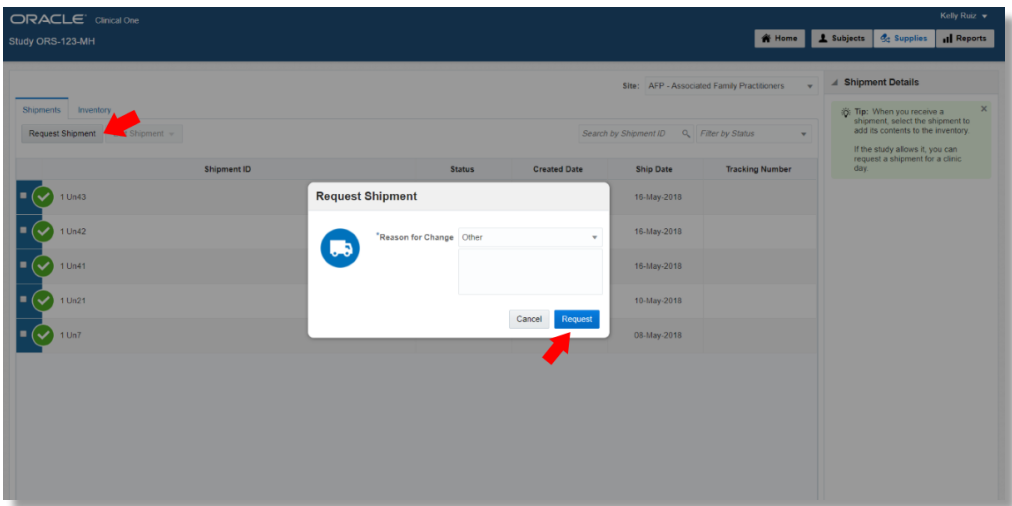 ORACLE Clinical One
Kelly Ruiz
Study ORS-123-MH
Home
Subjects
Supplies
Reports
Site: AFP - Associated Family Practitioners
Shipment Details
Shipments Inventory
Tip: When you receive a
shipment, select the shipment to
add its contents to the inventory.
If the study allows it, you can
request a shipment for a clinic
day.
Request Shipment
Shipment
Search by Shipment ID
Filter by Status
Shipment ID Status Created Date Ship Date Tracking Number
1 Un43 16-May-2018
1 Un42 16-May-2018
1 Un41 16-May-2018
1 Un21 10-May-2018
1 Un7 08-May-2018
Request Shipment
*Reason for Change Other
Cancel Request